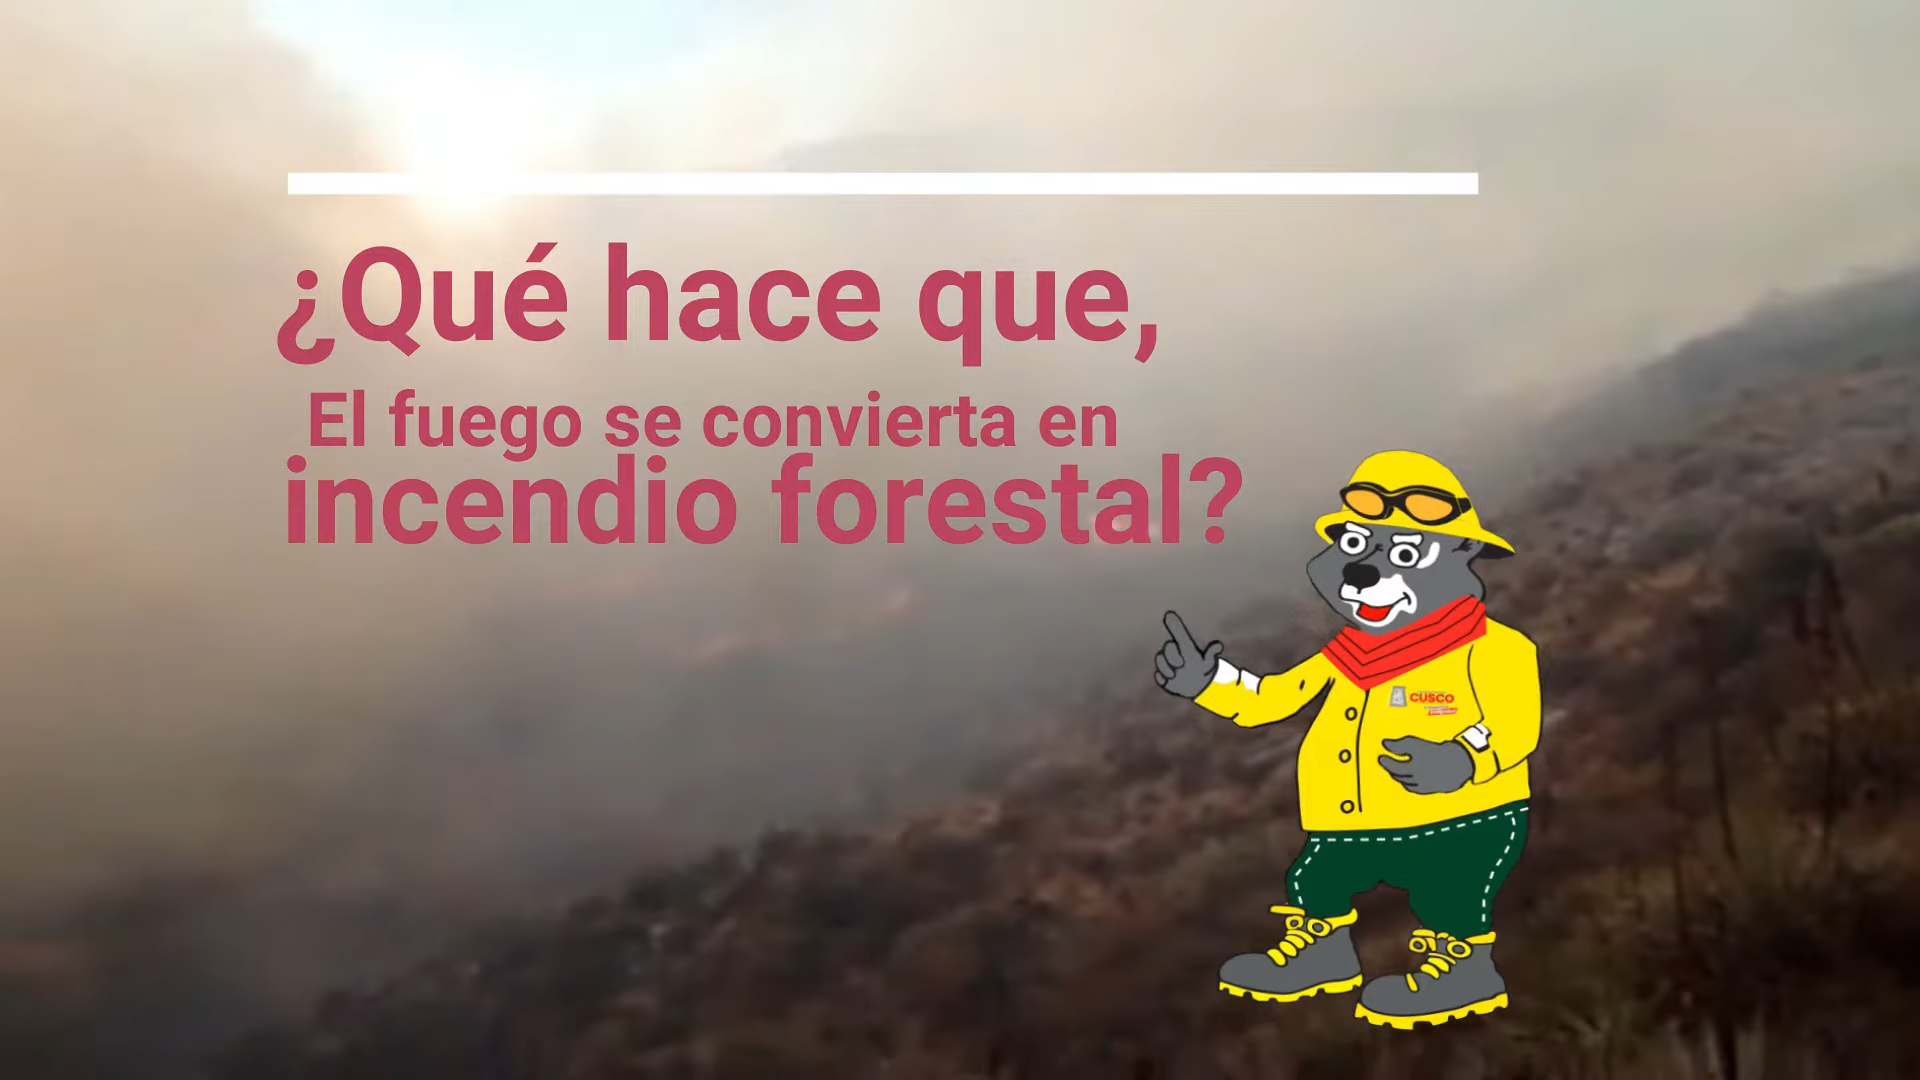 ¿Qué hace que,
El fuego se convierta en
incendio forestal?
CUSCO